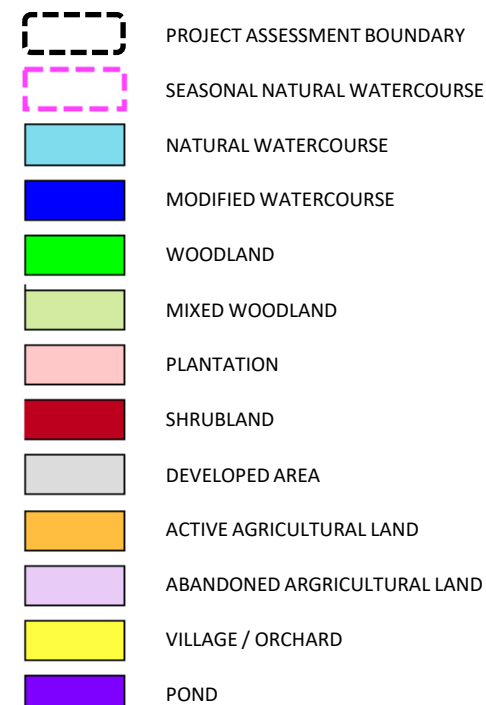 PROJECT ASSESSMENT BOUNDARY
SEASONAL NATURAL WATERCOURSE
NATURAL WATERCOURSE
MODIFIED WATERCOURSE
WOODLAND
MIXED WOODLAND
PLANTATION
SHRUBLAND
DEVELOPED AREA
ACTIVE AGRICULTURAL LAND
ABANDONED ARGRICULTURAL LAND
VILLAGE / ORCHARD
POND